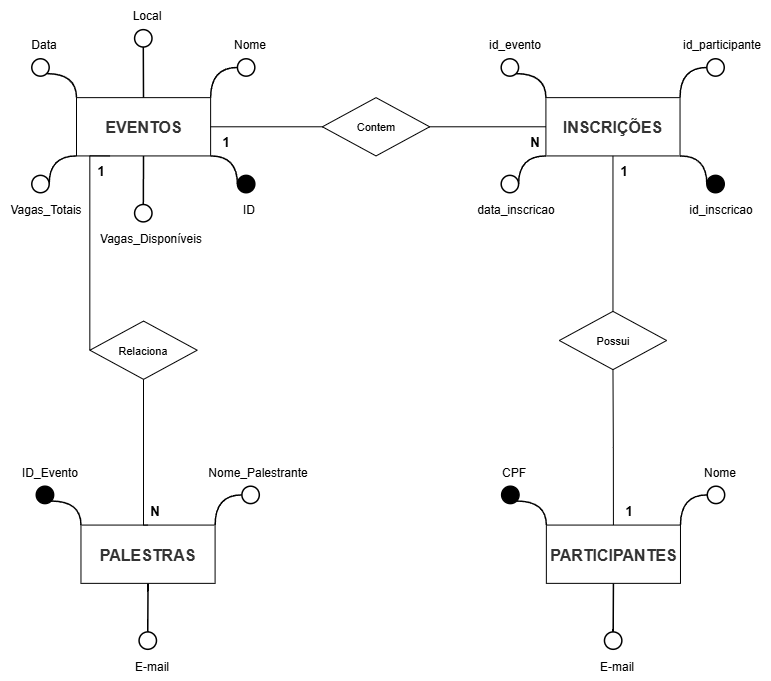 Local
Data
Nome
id_evento
id_participante
EVENTOS
Contem
INSCRIÇÕES
1
N
1
1
Vagas_Totais
ID
data_inscricao
id_inscricao
Vagas_Disponíveis
Relaciona
Possui
ID_Evento
Nome_Palestrante
CPF
Nome
N
1
PALESTRAS
PARTICIPANTES
E-mail
E-mail